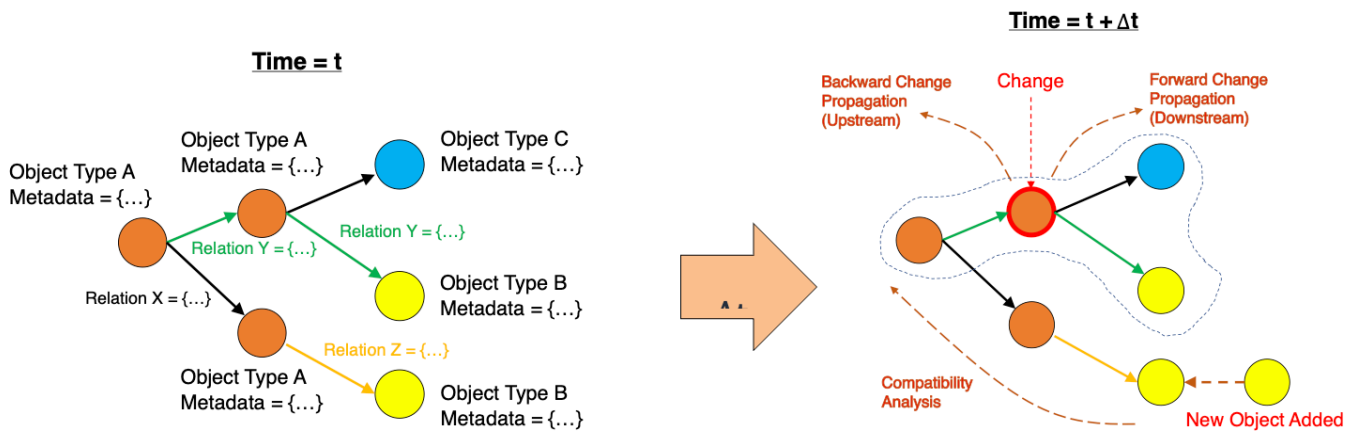 Time = t
Object Type A
Metadata = {...}
Object Type A
Metadata = {...}
Object Type C
Metadata = {...}
Relation Y = {...}
Relation Y = {...}
Relation X = {...}
Object Type B
Metadata = {...}
Relation Z = {...}
Object Type A
Metadata = {...}
Object Type B
Metadata = {...}
Time = t + Δt
Backward Change
Propagation
(Upstream)
Change
Forward Change
Propagation
(Downstream)
Compatibility
Analysis
New Object Added